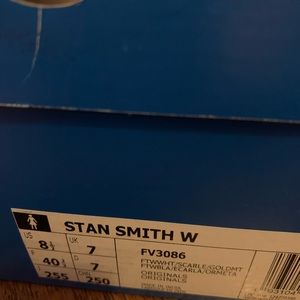 STAN SMITH W
US 8½ UK 7 FV3086
F 40⅔ D 7 FTWWHT/SCARLE/GOLDMT
FTWBLA/ECARLA/ORMETA
255 250 ORIGINALS
ORIGINALS